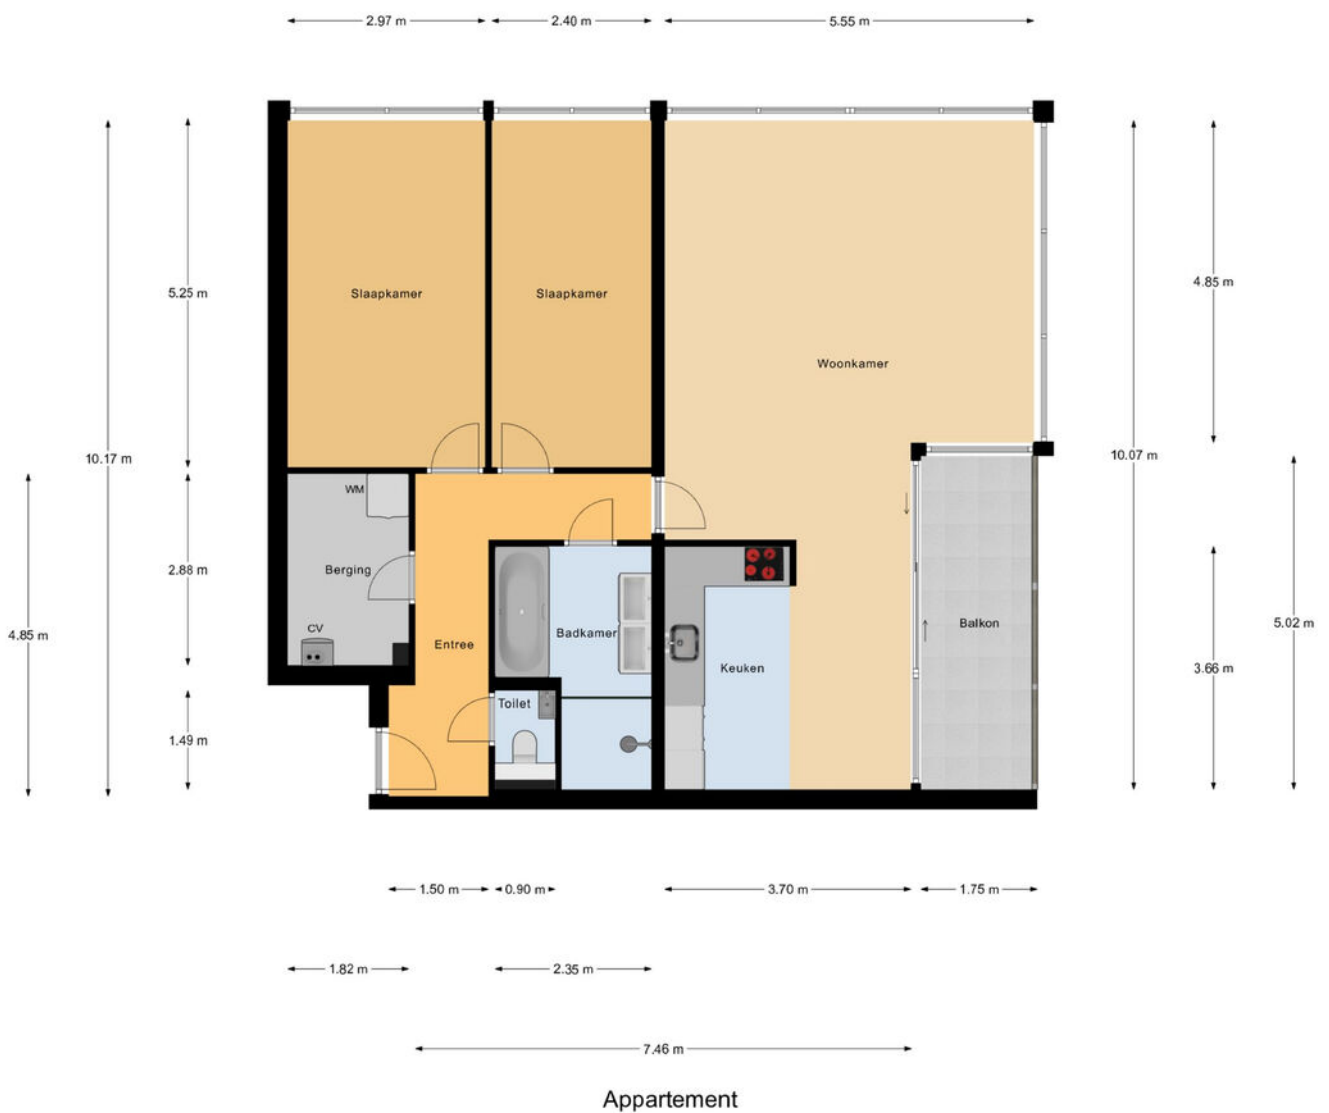 2.97 m
2.40 m
5.55 m
5.25 m
Slaapkamer
Slaapkamer
4.85 m
Woonkamer
10.17 m
10.07 m
WM
2.88 m
Berging
CV
4.85 m
Entree
Badkamer
Balkon
5.02 m
Keuken
3.66 m
Toilet
1.49 m
1.50 m
0.90 m
3.70 m
1.75 m
1.82 m
2.35 m
7.46 m
Appartement